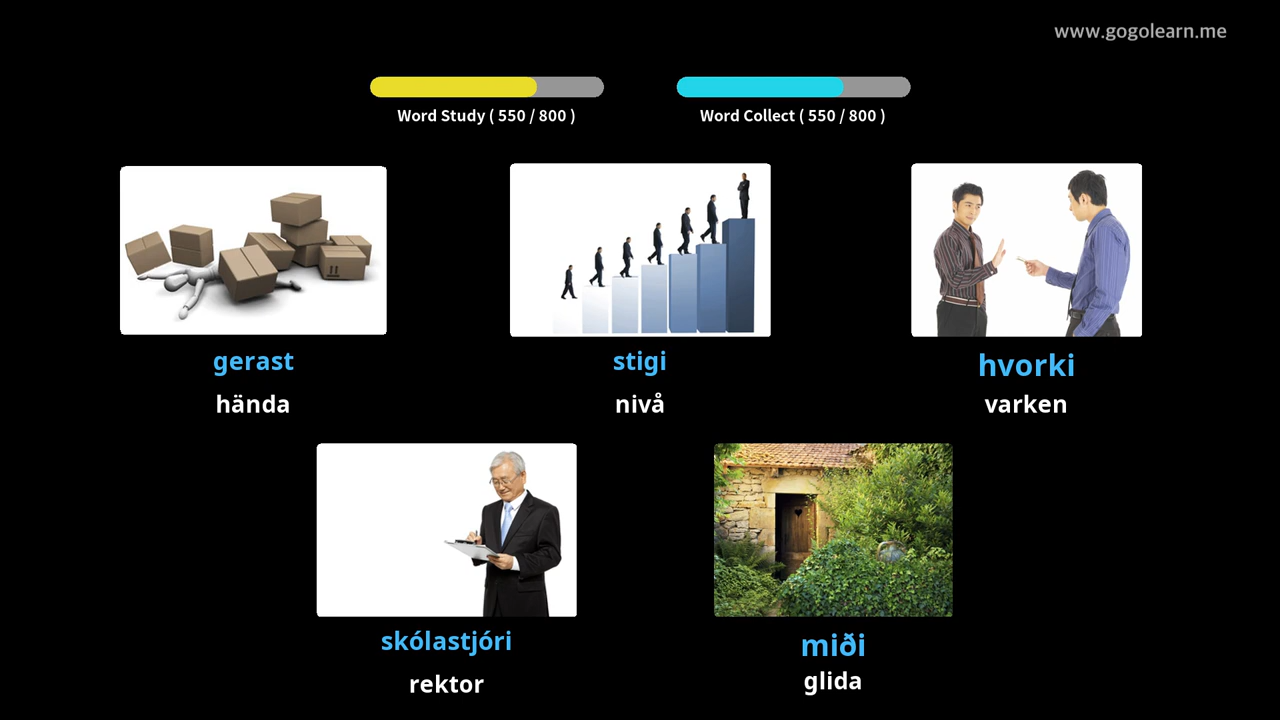 www.gogolearn.me
Word Study ( 550 / 800 )
Word Collect ( 550 / 800 )
gerast
stigi
hvorki
hända
nivå
varken
skólastjóri
miði
rektor
glida